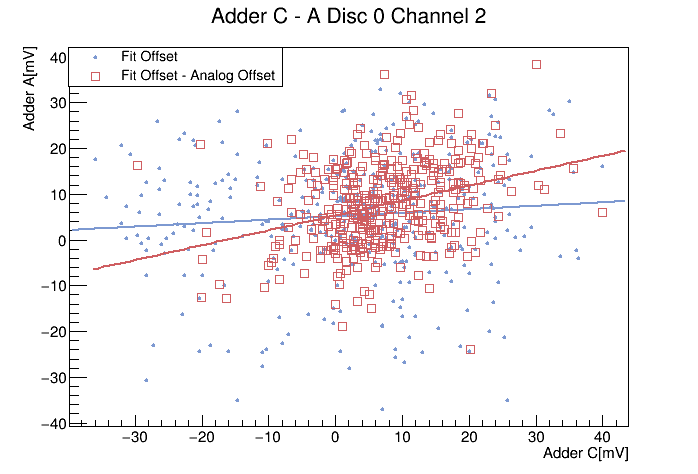 Adder C - A Disc 0 Channel 2
Adder A[mV]
Fit Offset
Fit Offset - Analog Offset
40
30
20
10
0
−10
−20
−30
−40
−30 −20 −10 0 10 20 30 40
Adder C[mV]